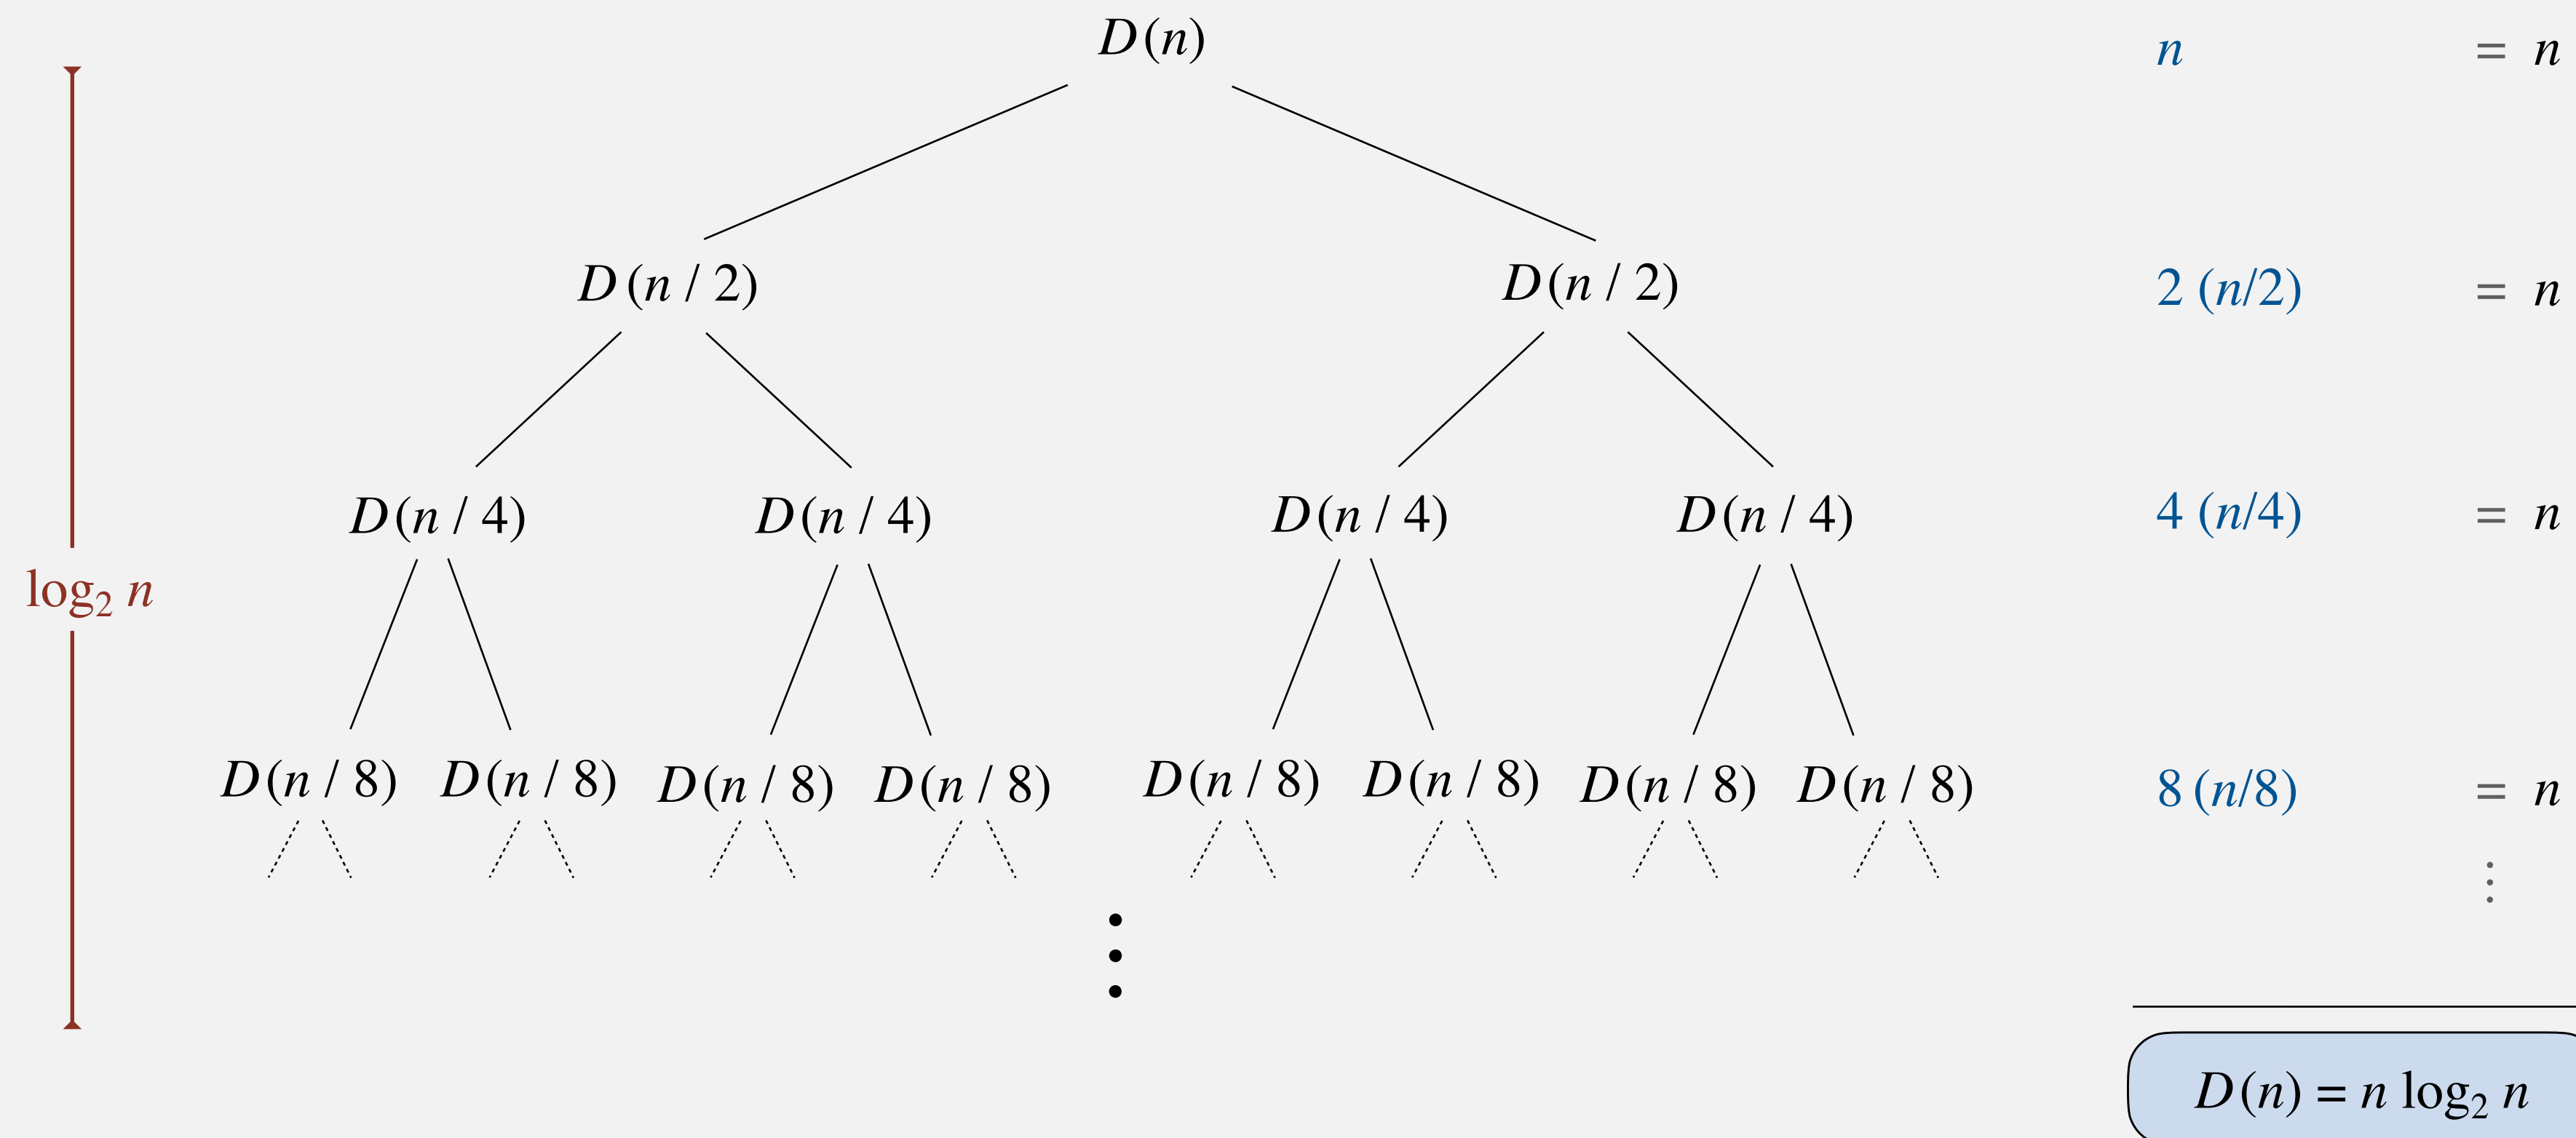 D(n) n = n
D(n / 2) D(n / 2) 2 (n/2) = n
D(n / 4) D(n / 4) D(n / 4) D(n / 4) 4 (n/4) = n
log₂ n
D(n / 8) D(n / 8) D(n / 8) D(n / 8) D(n / 8) D(n / 8) D(n / 8) D(n / 8) 8 (n/8) = n
⋮
⋮
D(n) = n log₂ n